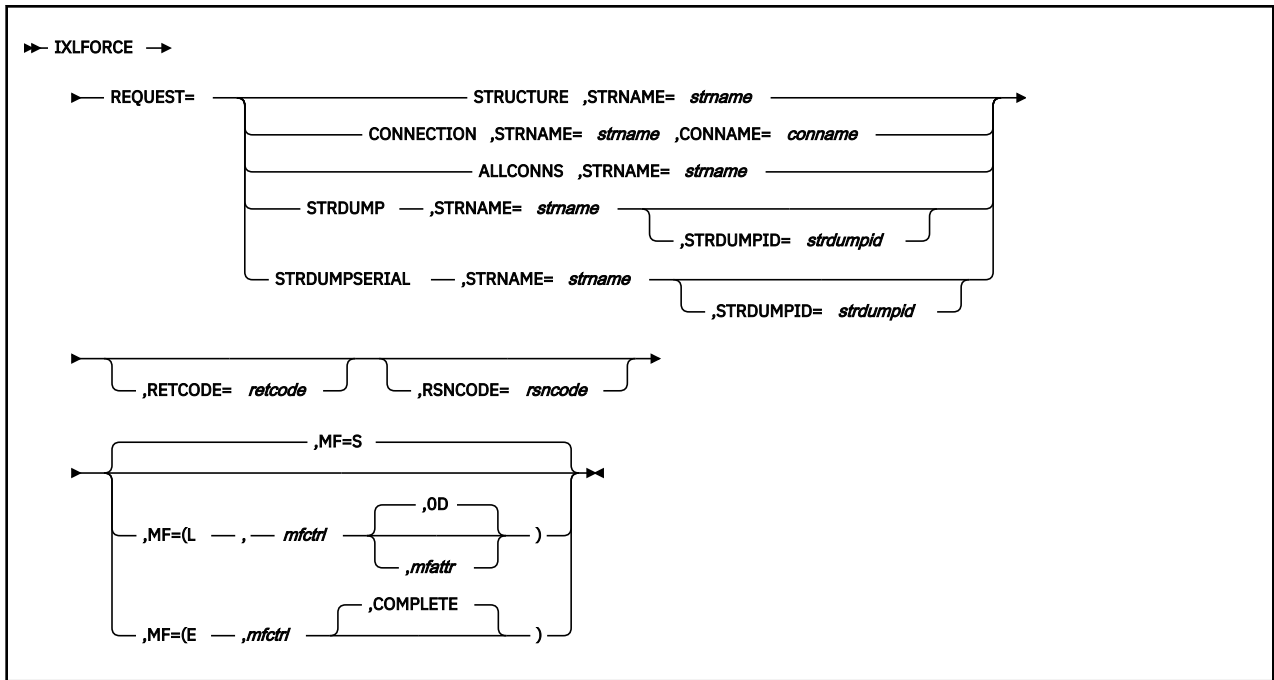 IXLFORCE
REQUEST= STRUCTURE ,STRNAME= strname
CONNECTION ,STRNAME= strname ,CONNAME= conname
ALLCONNS ,STRNAME= strname
STRDUMP ,STRNAME= strname
,STRDUMPID= strdumpid
STRDUMPSERIAL ,STRNAME= strname
,STRDUMPID= strdumpid
,RETCODE= retcode ,RSNCODE= rsncode
,MF=S
,MF=(L , mfctrl ,0D )
,mfattr
,MF=(E ,mfctrl ,COMPLETE )